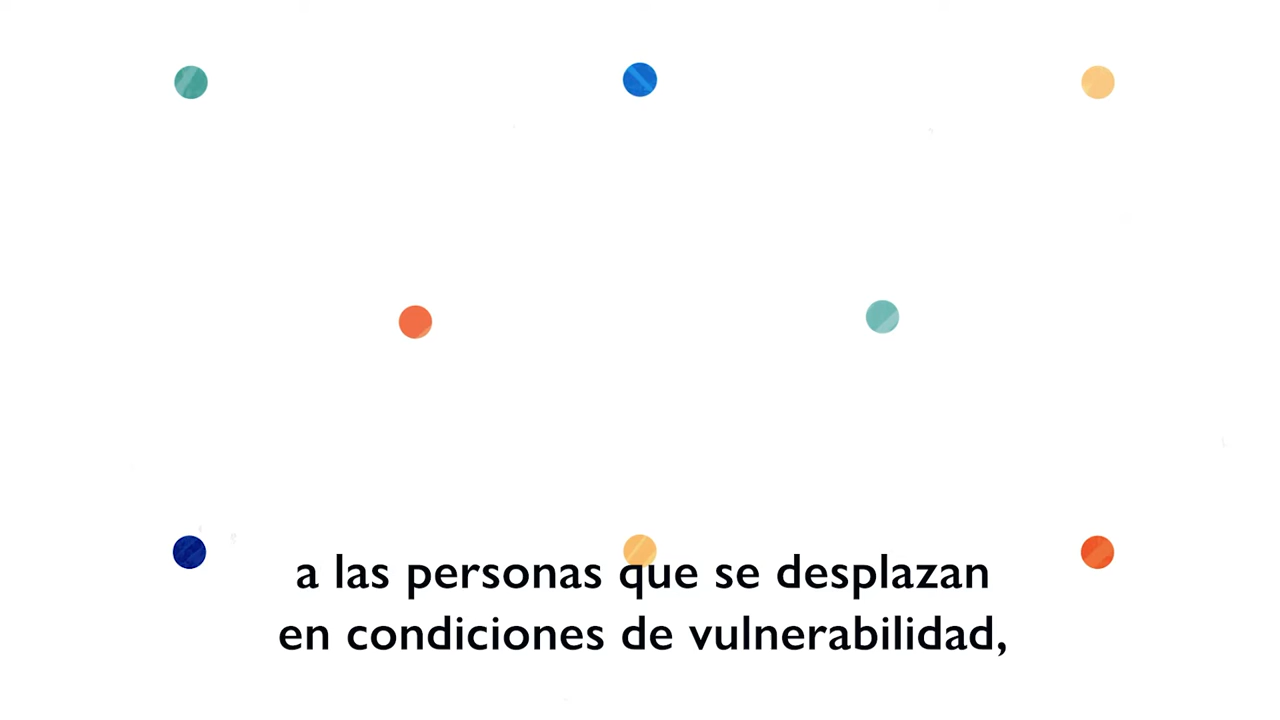 a las personas que se desplazan
en condiciones de vulnerabilidad,